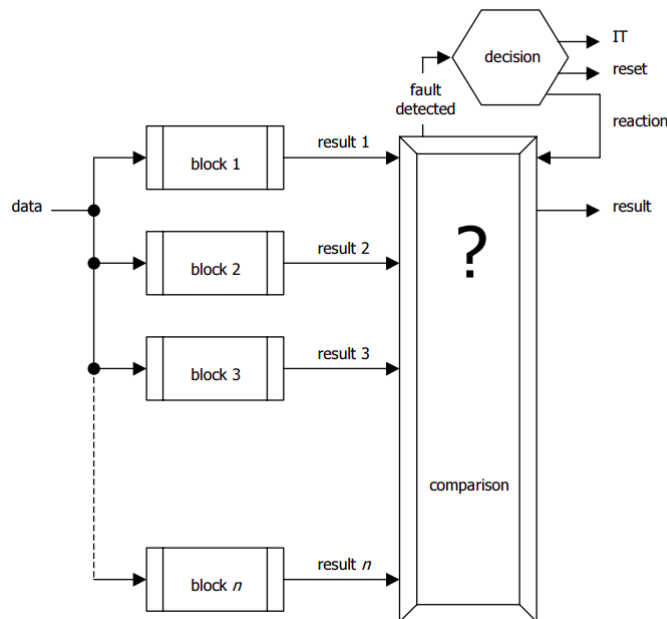 IT
decision
reset
fault
detected
reaction
result 1
block 1
data
result
result 2
?
block 2
result 3
block 3
comparison
result n
block n